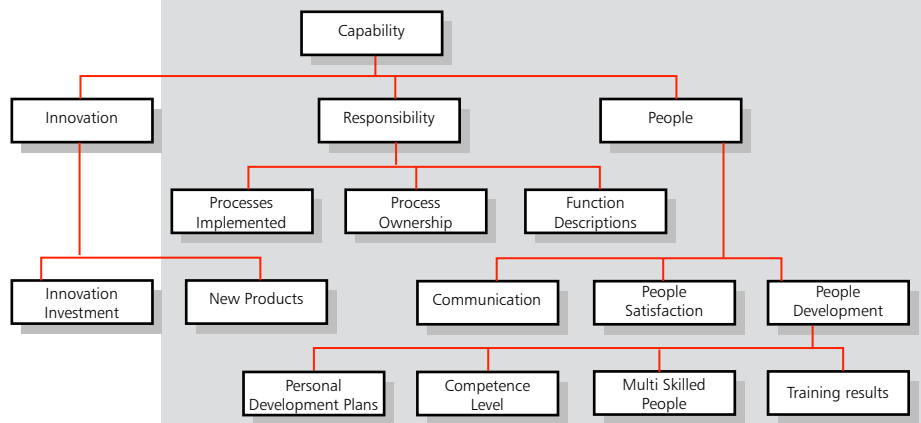 Capability
Innovation
Responsibility
People
Processes
Implemented
Process
Ownership
Function
Descriptions
Innovation
Investment
New Products
Communication
People
Satisfaction
People
Development
Personal
Development Plans
Competence
Level
Multi Skilled
People
Training results